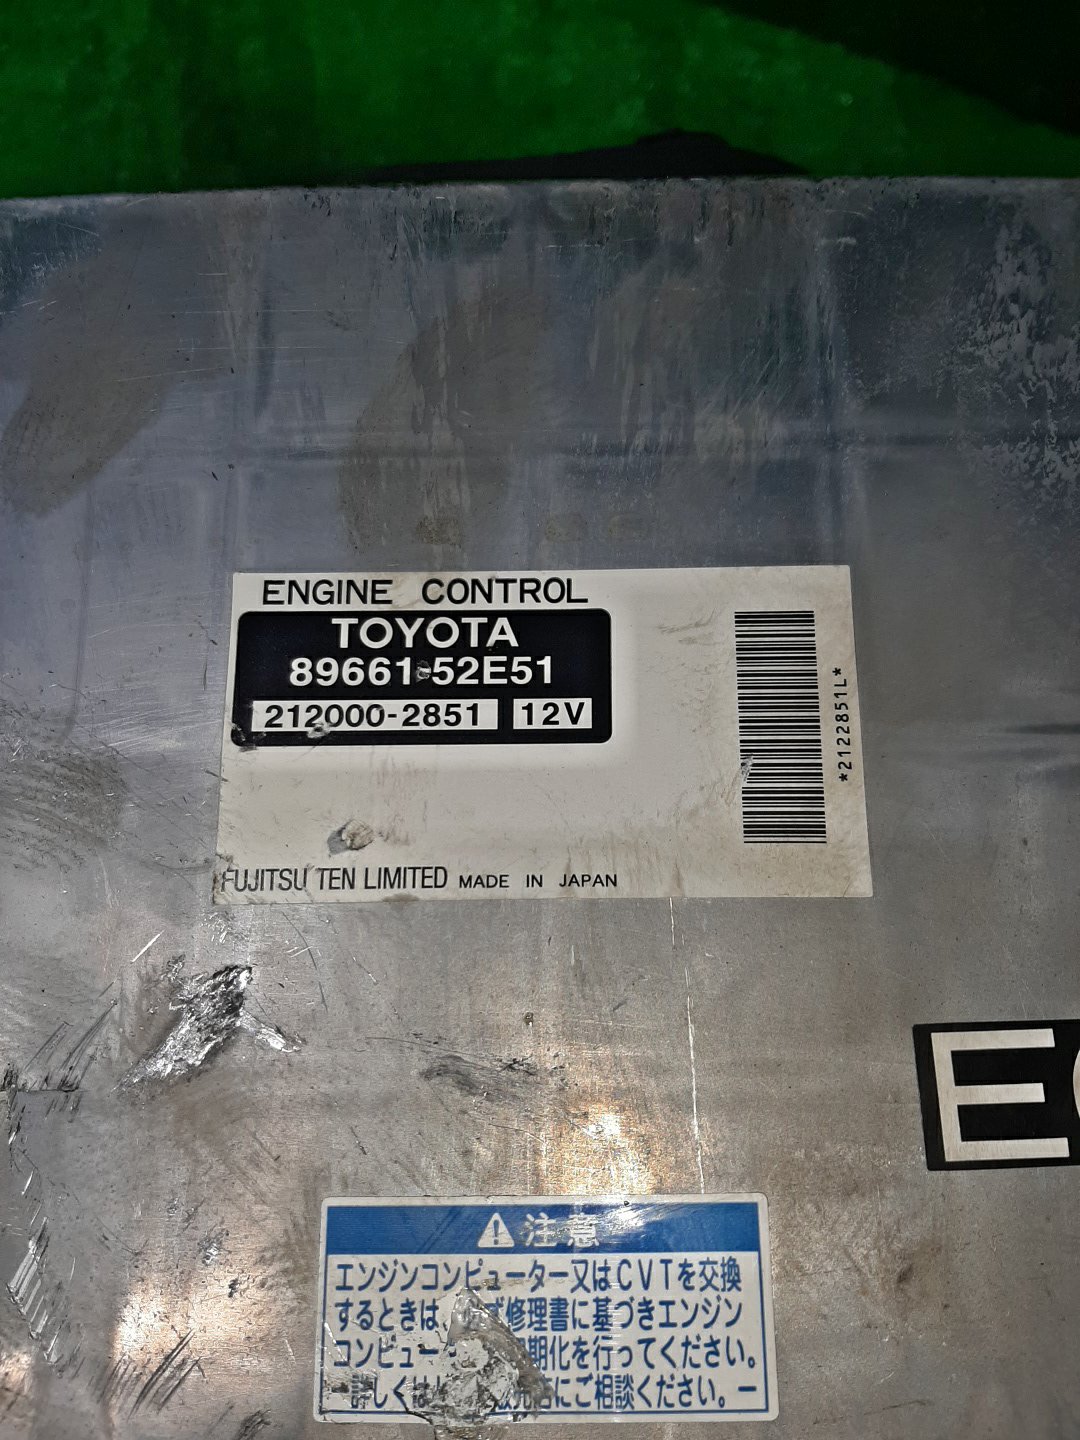 ENGINE CONTROL
TOYOTA
89661-52E51
212000-2851 12V
*2122851L*
FUJITSU TEN LIMITED MADE IN JAPAN
E
注意
エンジンコンピューター又はCVTを交換
するときは、必ず修理書に基づきエンジン
コンピュー 期化を行ってください。
しくは 販売店にご相談ください。